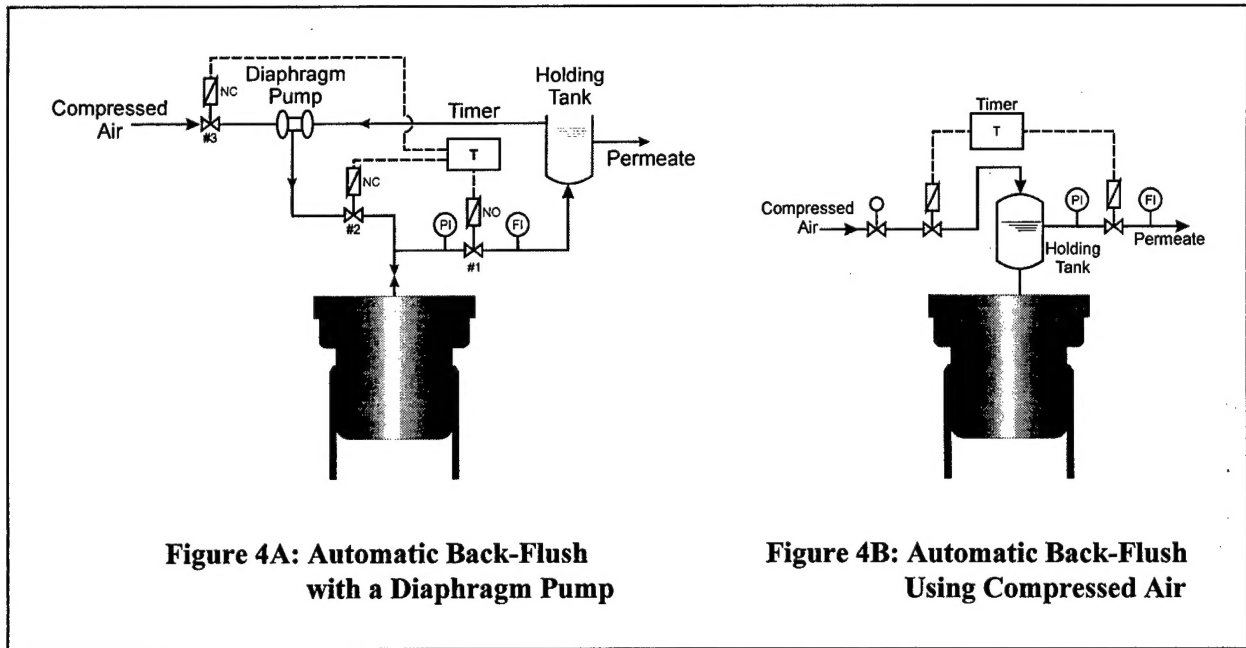 Diaphragm
Pump
NC
Compressed
Air
#3
Timer
Holding
Tank
T
Permeate
NC
NO
#2
PI
#1
FI
Figure 4A: Automatic Back-Flush
with a Diaphragm Pump
Timer
T
Compressed
Air
PI
FI
Holding
Tank
Permeate
Figure 4B: Automatic Back-Flush
Using Compressed Air